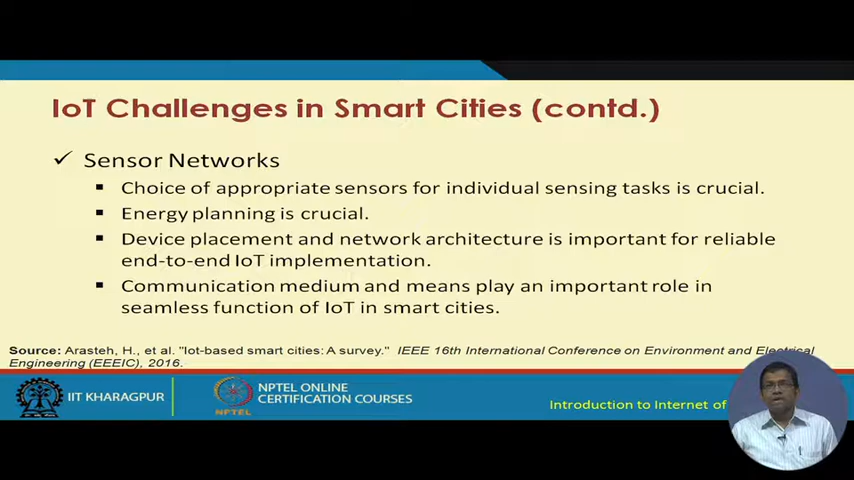 IoT Challenges in Smart Cities (contd.)
✓ Sensor Networks
▪ Choice of appropriate sensors for individual sensing tasks is crucial.
▪ Energy planning is crucial.
▪ Device placement and network architecture is important for reliable
end-to-end IoT implementation.
▪ Communication medium and means play an important role in
seamless function of IoT in smart cities.
Source: Arasteh, H., et al. "Iot-based smart cities: A survey." IEEE 16th International Conference on Environment and Electrical
Engineering (EEEIC), 2016.
IIT KHARAGPUR
NPTEL
NPTEL ONLINE
CERTIFICATION COURSES
Introduction to Internet of